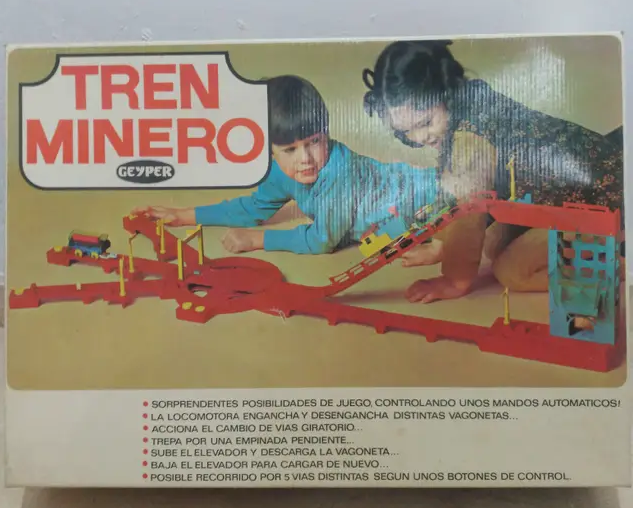 TREN
MINERO
GEYPER
• SORPRENDENTES POSIBILIDADES DE JUEGO, CONTROLANDO UNOS MANDOS AUTOMATICOS!
• LA LOCOMOTORA ENGANCHA Y DESENGANCHA DISTINTAS VAGONETAS...
• ACCIONA EL CAMBIO DE VIAS GIRATORIO...
• TREPA POR UNA EMPINADA PENDIENTE...
• SUBE EL ELEVADOR Y DESCARGA LA VAGONETA...
• BAJA EL ELEVADOR PARA CARGAR DE NUEVO...
• POSIBLE RECORRIDO POR 5 VIAS DISTINTAS SEGUN UNOS BOTONES DE CONTROL.